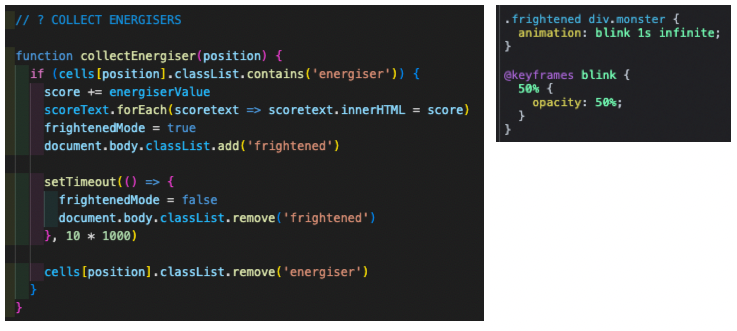 // ? COLLECT ENERGISERS
function collectEnergiser(position) {
if (cells[position].classList.contains('energiser')) {
score += energiserValue
scoreText.forEach(scoretext => scoretext.innerHTML = score)
frightenedMode = true
document.body.classList.add('frightened')
setTimeout(() => {
frightenedMode = false
document.body.classList.remove('frightened')
}, 10 * 1000)
cells[position].classList.remove('energiser')
}
}
.frightened div.monster {
animation: blink 1s infinite;
}
@keyframes blink {
50% {
opacity: 50%;
}
}